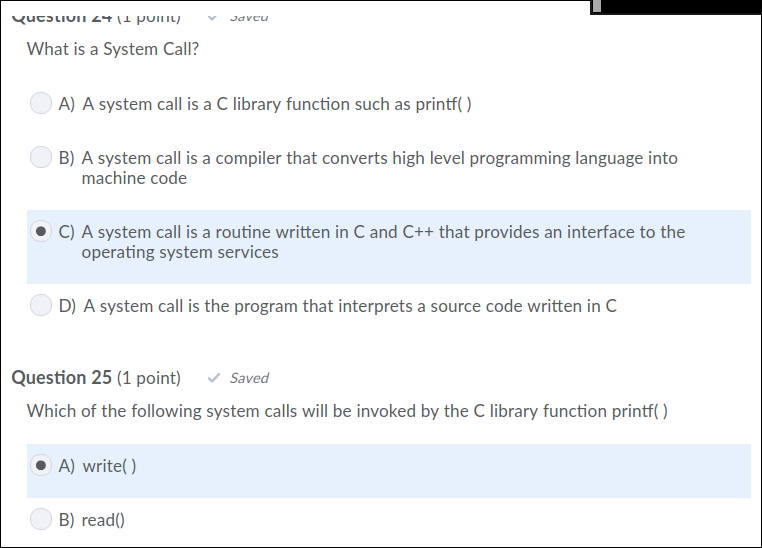 Question 24 (1 point) Saved
What is a System Call?
A) A system call is a C library function such as printf( )
B) A system call is a compiler that converts high level programming language into
machine code
C) A system call is a routine written in C and C++ that provides an interface to the
operating system services
D) A system call is the program that interprets a source code written in C
Question 25 (1 point) Saved
Which of the following system calls will be invoked by the C library function printf( )
A) write( )
B) read()